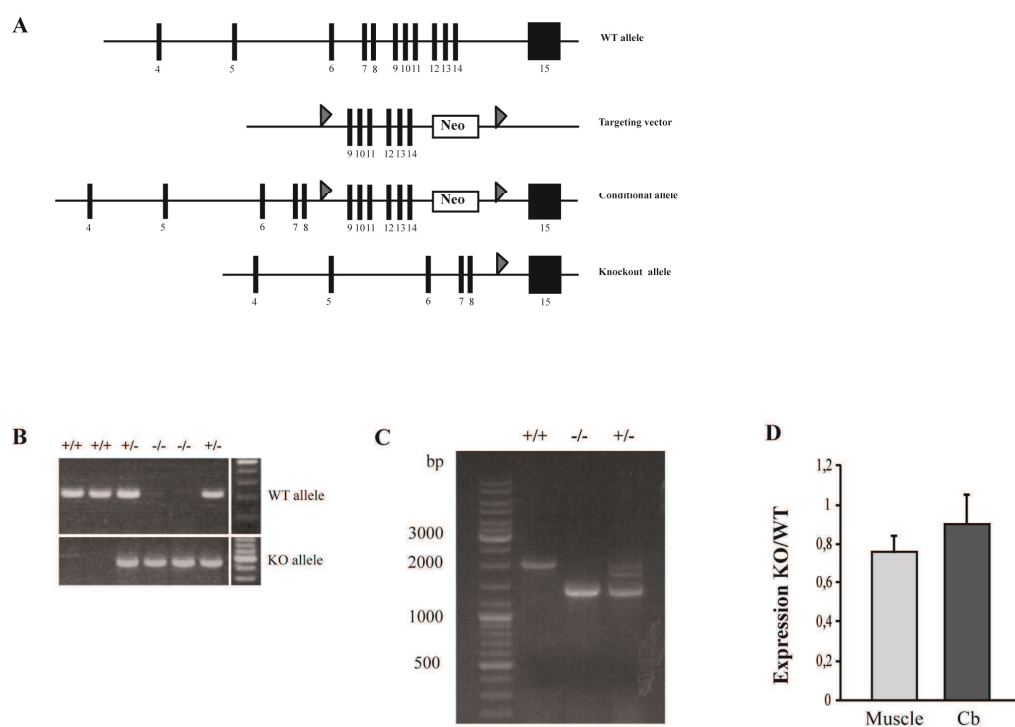 A
WT allele
4 5 6 7 8 9 10 11 12 13 14 15
Targeting vector
Neo
9 10 11 12 13 14
Conditional allele
Neo
4 5 6 7 8 9 10 11 12 13 14 15
Knockout allele
4 5 6 7 8 15
B
+/+ +/+ +/- -/- -/- +/-
WT allele
KO allele
C
+/+ -/- +/-
bp
3000
2000
1000
500
D
Expression KO/WT
1,2
1
0,8
0,6
0,4
0,2
0
Muscle Cb